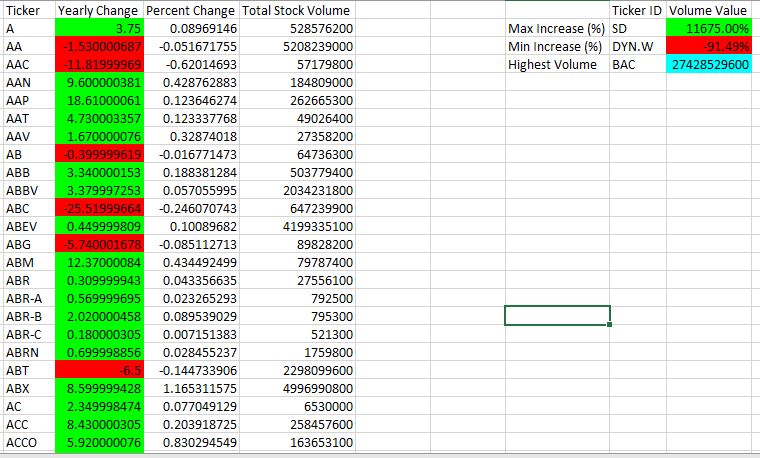 Ticker Yearly Change Percent Change Total Stock Volume Ticker ID Volume Value
A 3.75 0.08969146 528576200 Max Increase (%) SD 11675.00%
AA -1.530000687 -0.051671755 5208239000 Min Increase (%) DYN.W -91.49%
AAC -11.81999969 -0.62014693 57179800 Highest Volume BAC 27428529600
AAN 9.600000381 0.428762883 184809000
AAP 18.61000061 0.123646274 262665300
AAT 4.730003357 0.123337768 49026400
AAV 1.670000076 0.32874018 27358200
AB -0.399999619 -0.016771473 64736300
ABB 3.340000153 0.188381284 503779400
ABBV 3.379997253 0.057055995 2034231800
ABC -25.51999664 -0.246070743 647239900
ABEV 0.449999809 0.10089682 4199335100
ABG -5.740001678 -0.085112713 89828200
ABM 12.37000084 0.434492499 79787400
ABR 0.309999943 0.043356635 27556100
ABR-A 0.569999695 0.023265293 792500
ABR-B 2.020000458 0.089539029 795300
ABR-C 0.180000305 0.007151383 521300
ABRN 0.699998856 0.028455237 1759800
ABT -6.5 -0.144733906 2298099600
ABX 8.599999428 1.165311575 4996990800
AC 2.349998474 0.077049129 6530000
ACC 8.430000305 0.203918725 258457600
ACCO 5.920000076 0.830294549 163653100